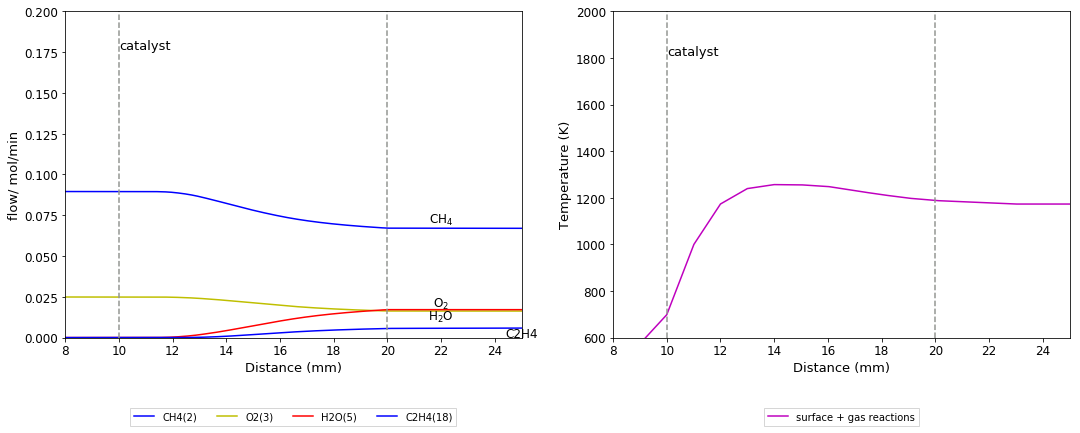 0.200
0.175
0.150
0.125
0.100
0.075
0.050
0.025
0.000
flow/ mol/min
catalyst
CH4
O2
H2O
C2H4
8 10 12 14 16 18 20 22 24
Distance (mm)
CH4(2) O2(3) H2O(5) C2H4(18)
2000
1800
1600
1400
1200
1000
800
600
Temperature (K)
catalyst
8 10 12 14 16 18 20 22 24
Distance (mm)
surface + gas reactions